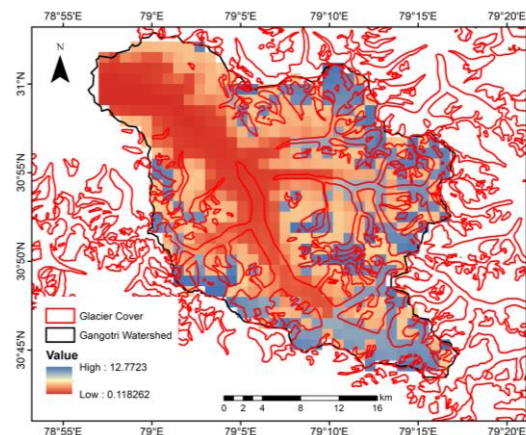 78°55'E 79°0'E 79°5'E 79°10'E 79°15'E 79°20'E
N
31°N
30°55'N
30°50'N
30°45'N
Glacier Cover
Gangotri Watershed
Value
High : 12.7723
Low : 0.118262
km
0 2 4 8 12 16
78°55'E 79°0'E 79°5'E 79°10'E 79°15'E 79°20'E